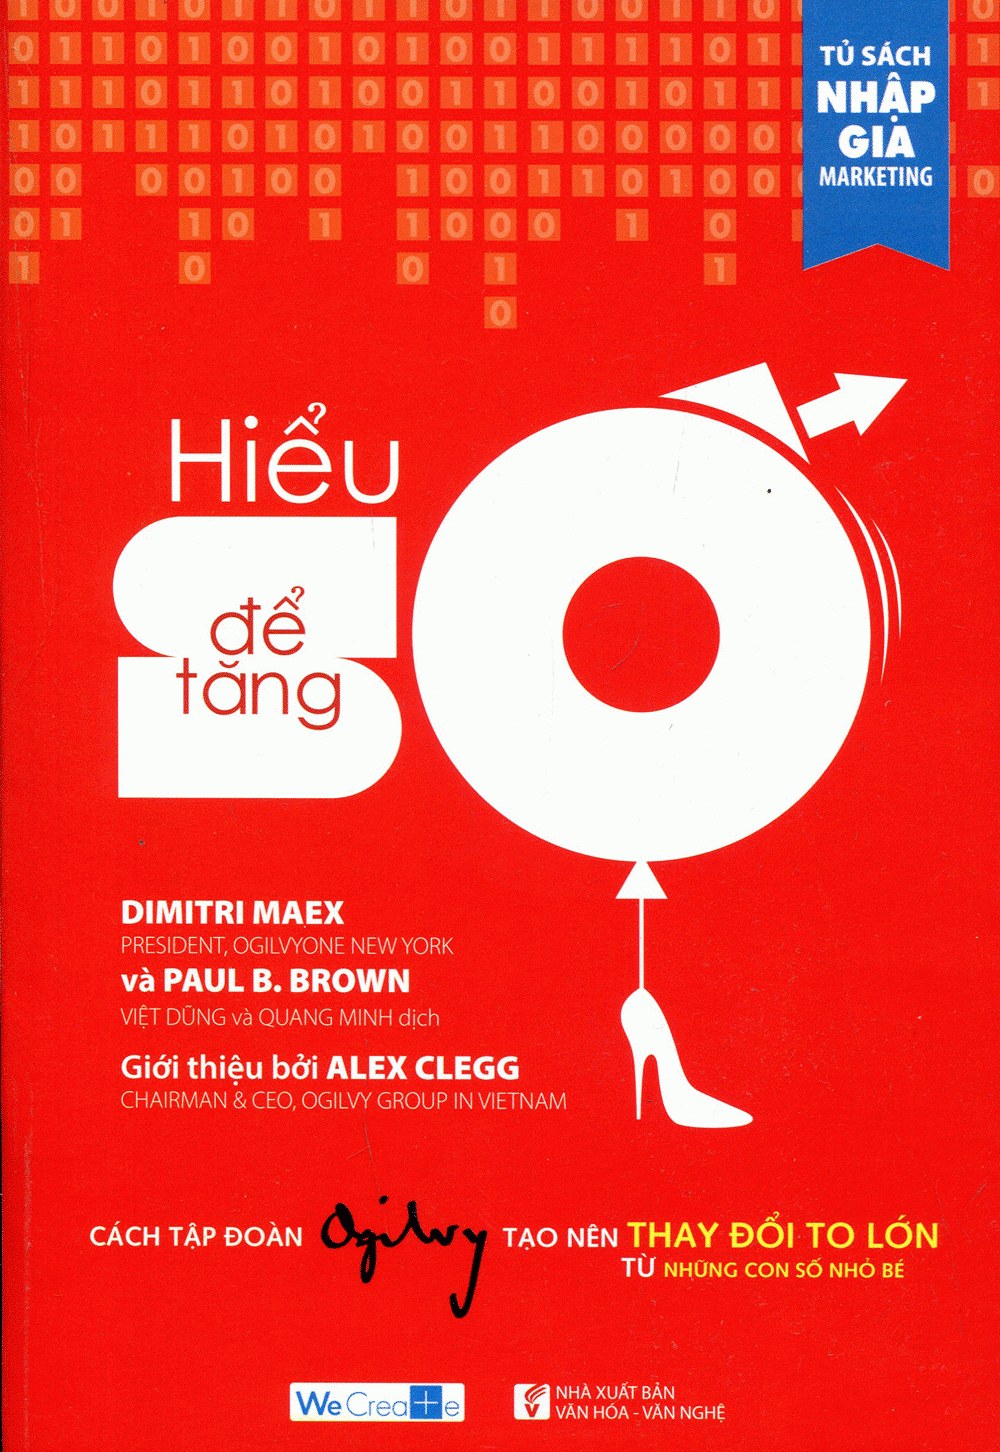 TỦ SÁCH
NHẬP
GIA
MARKETING
Hiểu
SỐ
để
tăng
DIMITRI MAEX
PRESIDENT, OGILVYONE NEW YORK
và PAUL B. BROWN
VIỆT DŨNG và QUANG MINH dịch
Giới thiệu bởi ALEX CLEGG
CHAIRMAN & CEO, OGILVY GROUP IN VIETNAM
CÁCH TẬP ĐOÀN Ogilvy TẠO NÊN THAY ĐỔI TO LỚN
TỪ NHỮNG CON SỐ NHỎ BÉ
WeCreate
NHÀ XUẤT BẢN
VĂN HÓA - VĂN NGHỆ